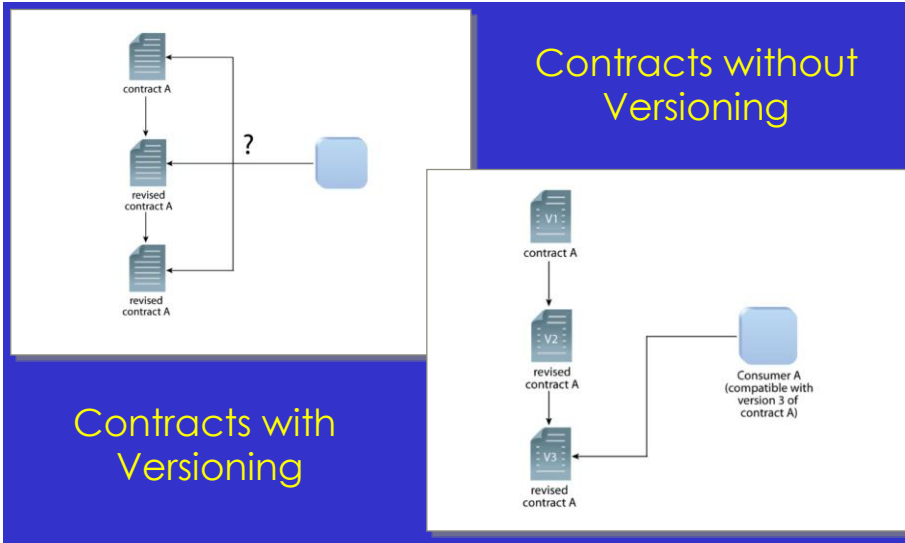 contract A
revised
contract A
revised
contract A
?
Contracts without
Versioning
V1
contract A
V2
revised
contract A
V3
revised
contract A
Consumer A
(compatible with
version 3 of
contract A)
Contracts with
Versioning